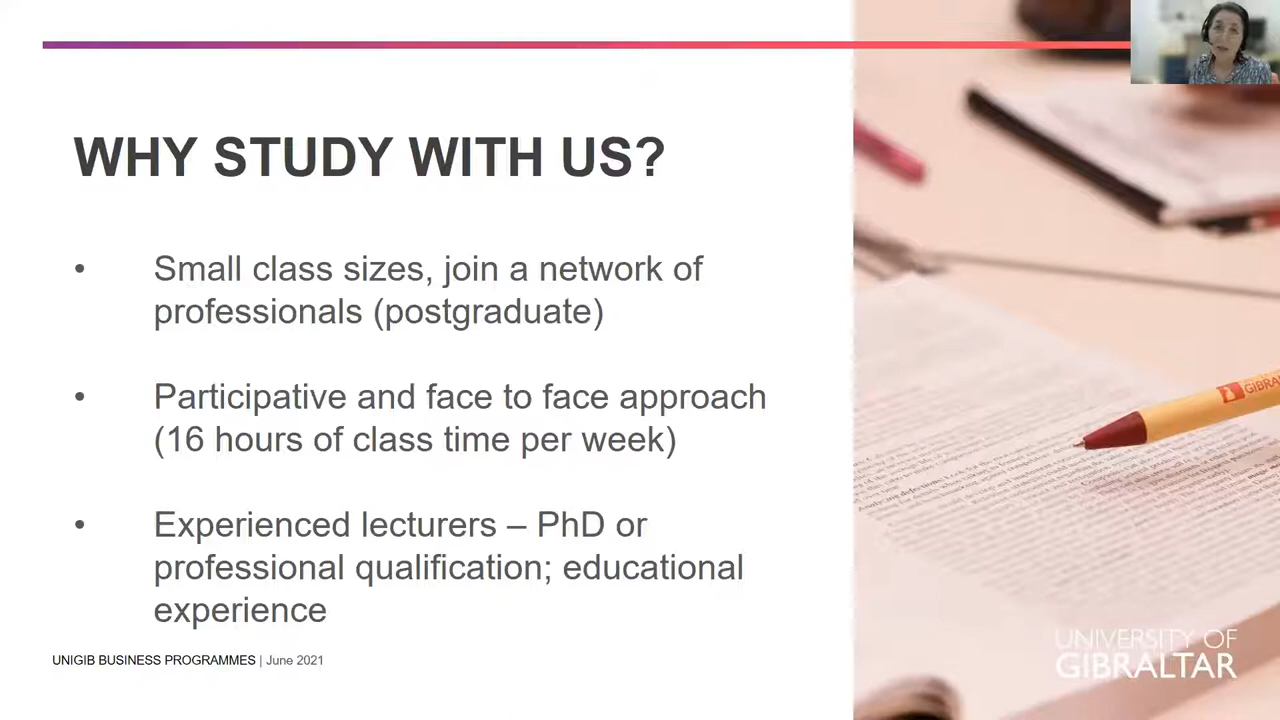 WHY STUDY WITH US?
• Small class sizes, join a network of
professionals (postgraduate)
• Participative and face to face approach
(16 hours of class time per week)
• Experienced lecturers – PhD or
professional qualification; educational
experience
UNIGIB BUSINESS PROGRAMMES | June 2021
UNIVERSITY OF
GIBRALTAR